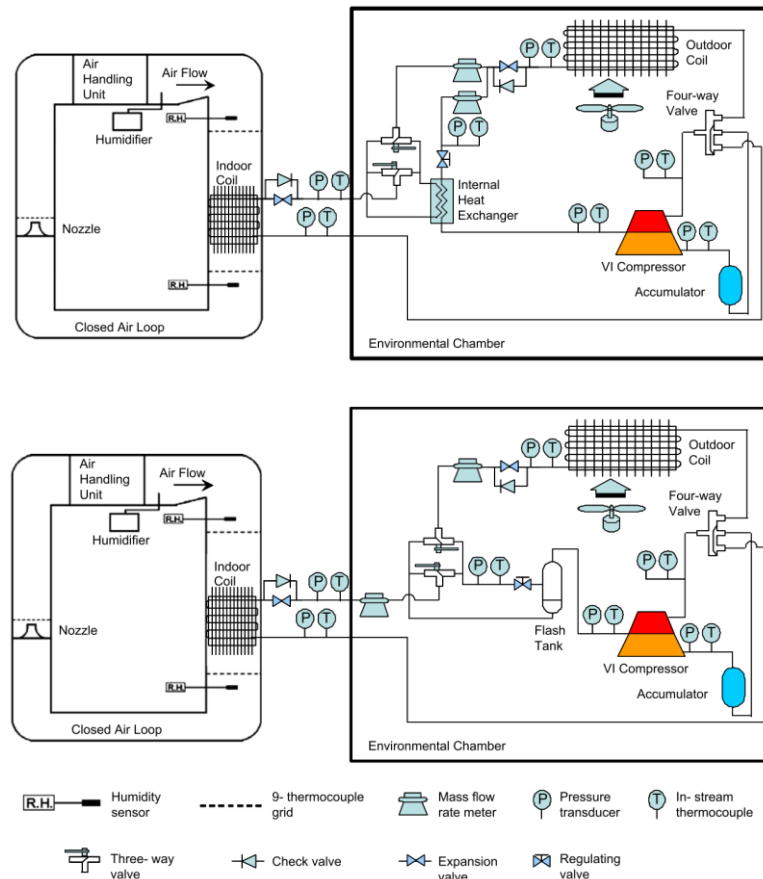 Air
Handling
Unit
Air Flow
Humidifier
R.H.
Indoor
Coil
Nozzle
R.H.
Closed Air Loop
P
T
P
T
P
T
Outdoor
Coil
Four-way
Valve
P
T
P
T
Internal
Heat
Exchanger
P
T
P
T
VI Compressor
Accumulator
Environmental Chamber
Air
Handling
Unit
Air Flow
Humidifier
R.H.
Indoor
Coil
Nozzle
R.H.
Closed Air Loop
P
T
P
T
P
T
Outdoor
Coil
Four-way
Valve
P
T
P
T
Flash
Tank
P
T
P
T
VI Compressor
Accumulator
Environmental Chamber
R.H.
Humidity
sensor
9- thermocouple
grid
Mass flow
rate meter
P
Pressure
transducer
T
In- stream
thermocouple
Three- way
valve
Check valve
Expansion
valve
Regulating
valve